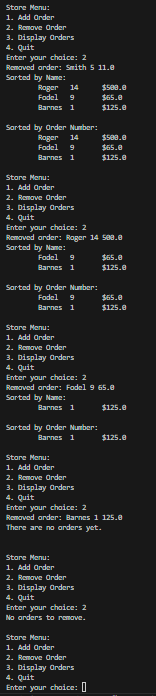 Store Menu:
1. Add Order
2. Remove Order
3. Display Orders
4. Quit
Enter your choice: 2
Removed order: Smith 5 11.0
Sorted by Name:
Roger 14 $500.0
Fodel 9 $65.0
Barnes 1 $125.0
Sorted by Order Number:
Roger 14 $500.0
Fodel 9 $65.0
Barnes 1 $125.0
Store Menu:
1. Add Order
2. Remove Order
3. Display Orders
4. Quit
Enter your choice: 2
Removed order: Roger 14 500.0
Sorted by Name:
Fodel 9 $65.0
Barnes 1 $125.0
Sorted by Order Number:
Fodel 9 $65.0
Barnes 1 $125.0
Store Menu:
1. Add Order
2. Remove Order
3. Display Orders
4. Quit
Enter your choice: 2
Removed order: Fodel 9 65.0
Sorted by Name:
Barnes 1 $125.0
Sorted by Order Number:
Barnes 1 $125.0
Store Menu:
1. Add Order
2. Remove Order
3. Display Orders
4. Quit
Enter your choice: 2
Removed order: Barnes 1 125.0
There are no orders yet.
Store Menu:
1. Add Order
2. Remove Order
3. Display Orders
4. Quit
Enter your choice: 2
No orders to remove.
Store Menu:
1. Add Order
2. Remove Order
3. Display Orders
4. Quit
Enter your choice: